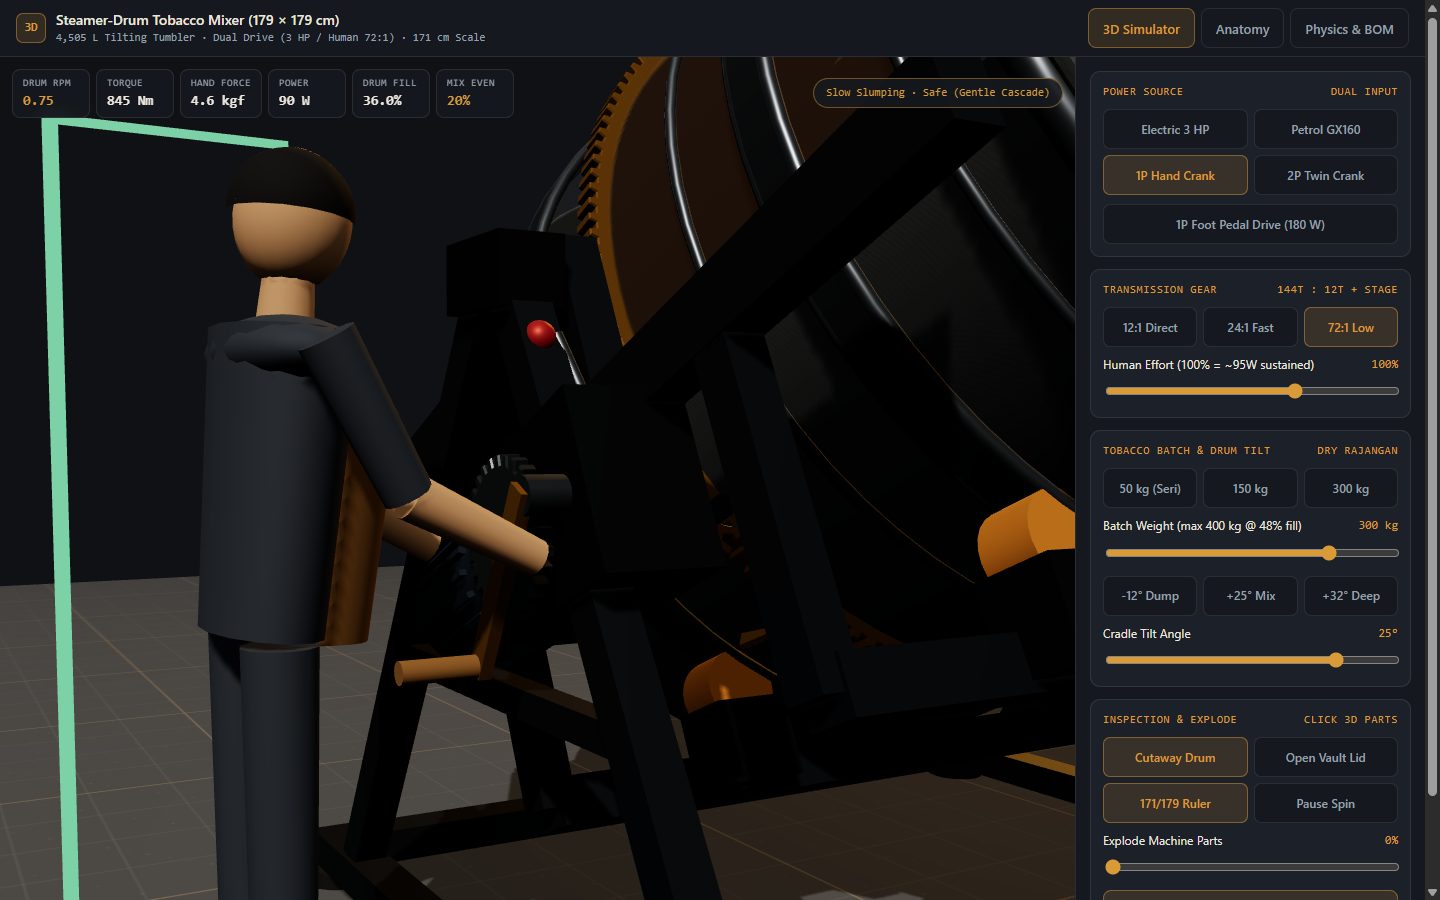 3D
Steamer-Drum Tobacco Mixer (179 × 179 cm)
4,505 L Tilting Tumbler · Dual Drive (3 HP / Human 72:1) · 171 cm Scale
3D Simulator
Anatomy
Physics & BOM
DRUM RPM
0.75
TORQUE
845 Nm
HAND FORCE
4.6 kgf
POWER
90 W
DRUM FILL
36.0%
MIX EVEN
20%
Slow Slumping · Safe (Gentle Cascade)
POWER SOURCE
DUAL INPUT
Electric 3 HP
Petrol GX160
1P Hand Crank
2P Twin Crank
1P Foot Pedal Drive (180 W)
TRANSMISSION GEAR
144T : 12T + STAGE
12:1 Direct
24:1 Fast
72:1 Low
Human Effort (100% = ~95W sustained)
100%
TOBACCO BATCH & DRUM TILT
DRY RAJANGAN
50 kg (Seri)
150 kg
300 kg
Batch Weight (max 400 kg @ 48% fill)
300 kg
-12° Dump
+25° Mix
+32° Deep
Cradle Tilt Angle
25°
INSPECTION & EXPLODE
CLICK 3D PARTS
Cutaway Drum
Open Vault Lid
171/179 Ruler
Pause Spin
Explode Machine Parts
0%